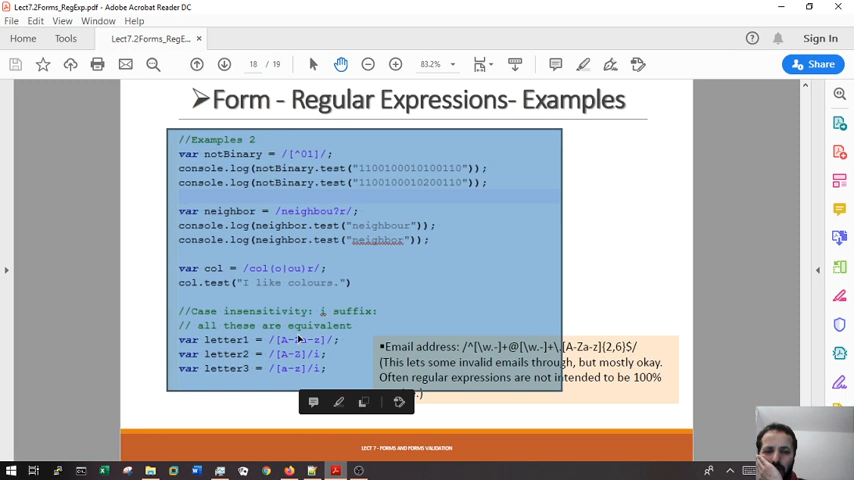 Lect7.2Forms_RegExp.pdf - Adobe Acrobat Reader DC
File Edit View Window Help
Home Tools Lect7.2Forms_RegE... × Sign In
18 / 19 83.2% Share
➢Form - Regular Expressions- Examples
//Examples 2
var notBinary = /[^01]/;
console.log(notBinary.test("1100100010100110"));
console.log(notBinary.test("1100100010200110"));
var neighbor = /neighbou?r/;
console.log(neighbor.test("neighbour"));
console.log(neighbor.test("neighbor"));
var col = /col(o|ou)r/;
col.test("I like colours.")
//Case insensitivity: i suffix:
// all these are equivalent
var letter1 = /[A-Za-z]/;
var letter2 = /[A-Z]/i;
var letter3 = /[a-z]/i;
▪Email address: /^[\w.-]+@[\w.-]+\.[A-Za-z]{2,6}$/
(This lets some invalid emails through, but mostly okay.
Often regular expressions are not intended to be 100%
.)
LECT 7 - FORMS AND FORMS VALIDATION